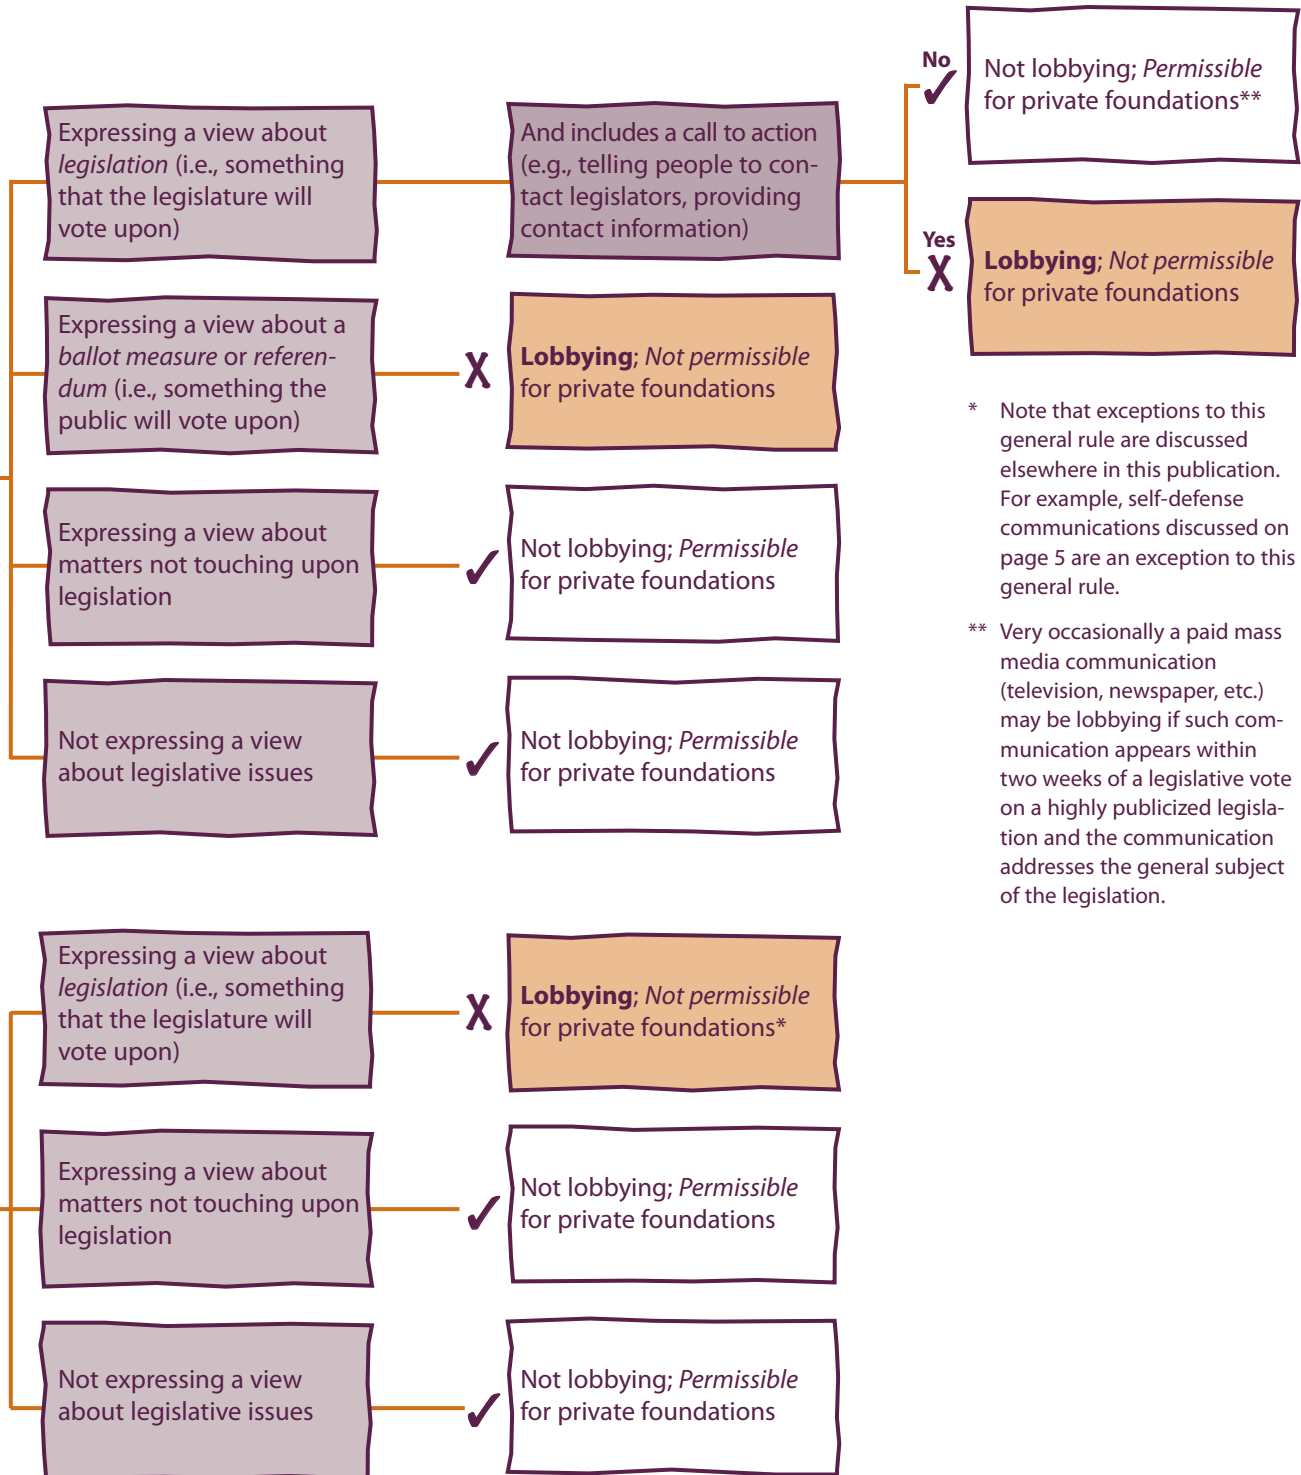 Expressing a view about
legislation (i.e., something
that the legislature will
vote upon)
And includes a call to action
(e.g., telling people to con-
tact legislators, providing
contact information)
No
Not lobbying; Permissible
for private foundations**
Yes
X
Lobbying; Not permissible
for private foundations
Expressing a view about a
ballot measure or referen-
dum (i.e., something the
public will vote upon)
X
Lobbying; Not permissible
for private foundations
Expressing a view about
matters not touching upon
legislation
Not lobbying; Permissible
for private foundations
Not expressing a view
about legislative issues
Not lobbying; Permissible
for private foundations
* Note that exceptions to this
general rule are discussed
elsewhere in this publication.
For example, self-defense
communications discussed on
page 5 are an exception to this
general rule.
** Very occasionally a paid mass
media communication
(television, newspaper, etc.)
may be lobbying if such com-
munication appears within
two weeks of a legislative vote
on a highly publicized legisla-
tion and the communication
addresses the general subject
of the legislation.
Expressing a view about
legislation (i.e., something
that the legislature will
vote upon)
X
Lobbying; Not permissible
for private foundations*
Expressing a view about
matters not touching upon
legislation
Not lobbying; Permissible
for private foundations
Not expressing a view
about legislative issues
Not lobbying; Permissible
for private foundations